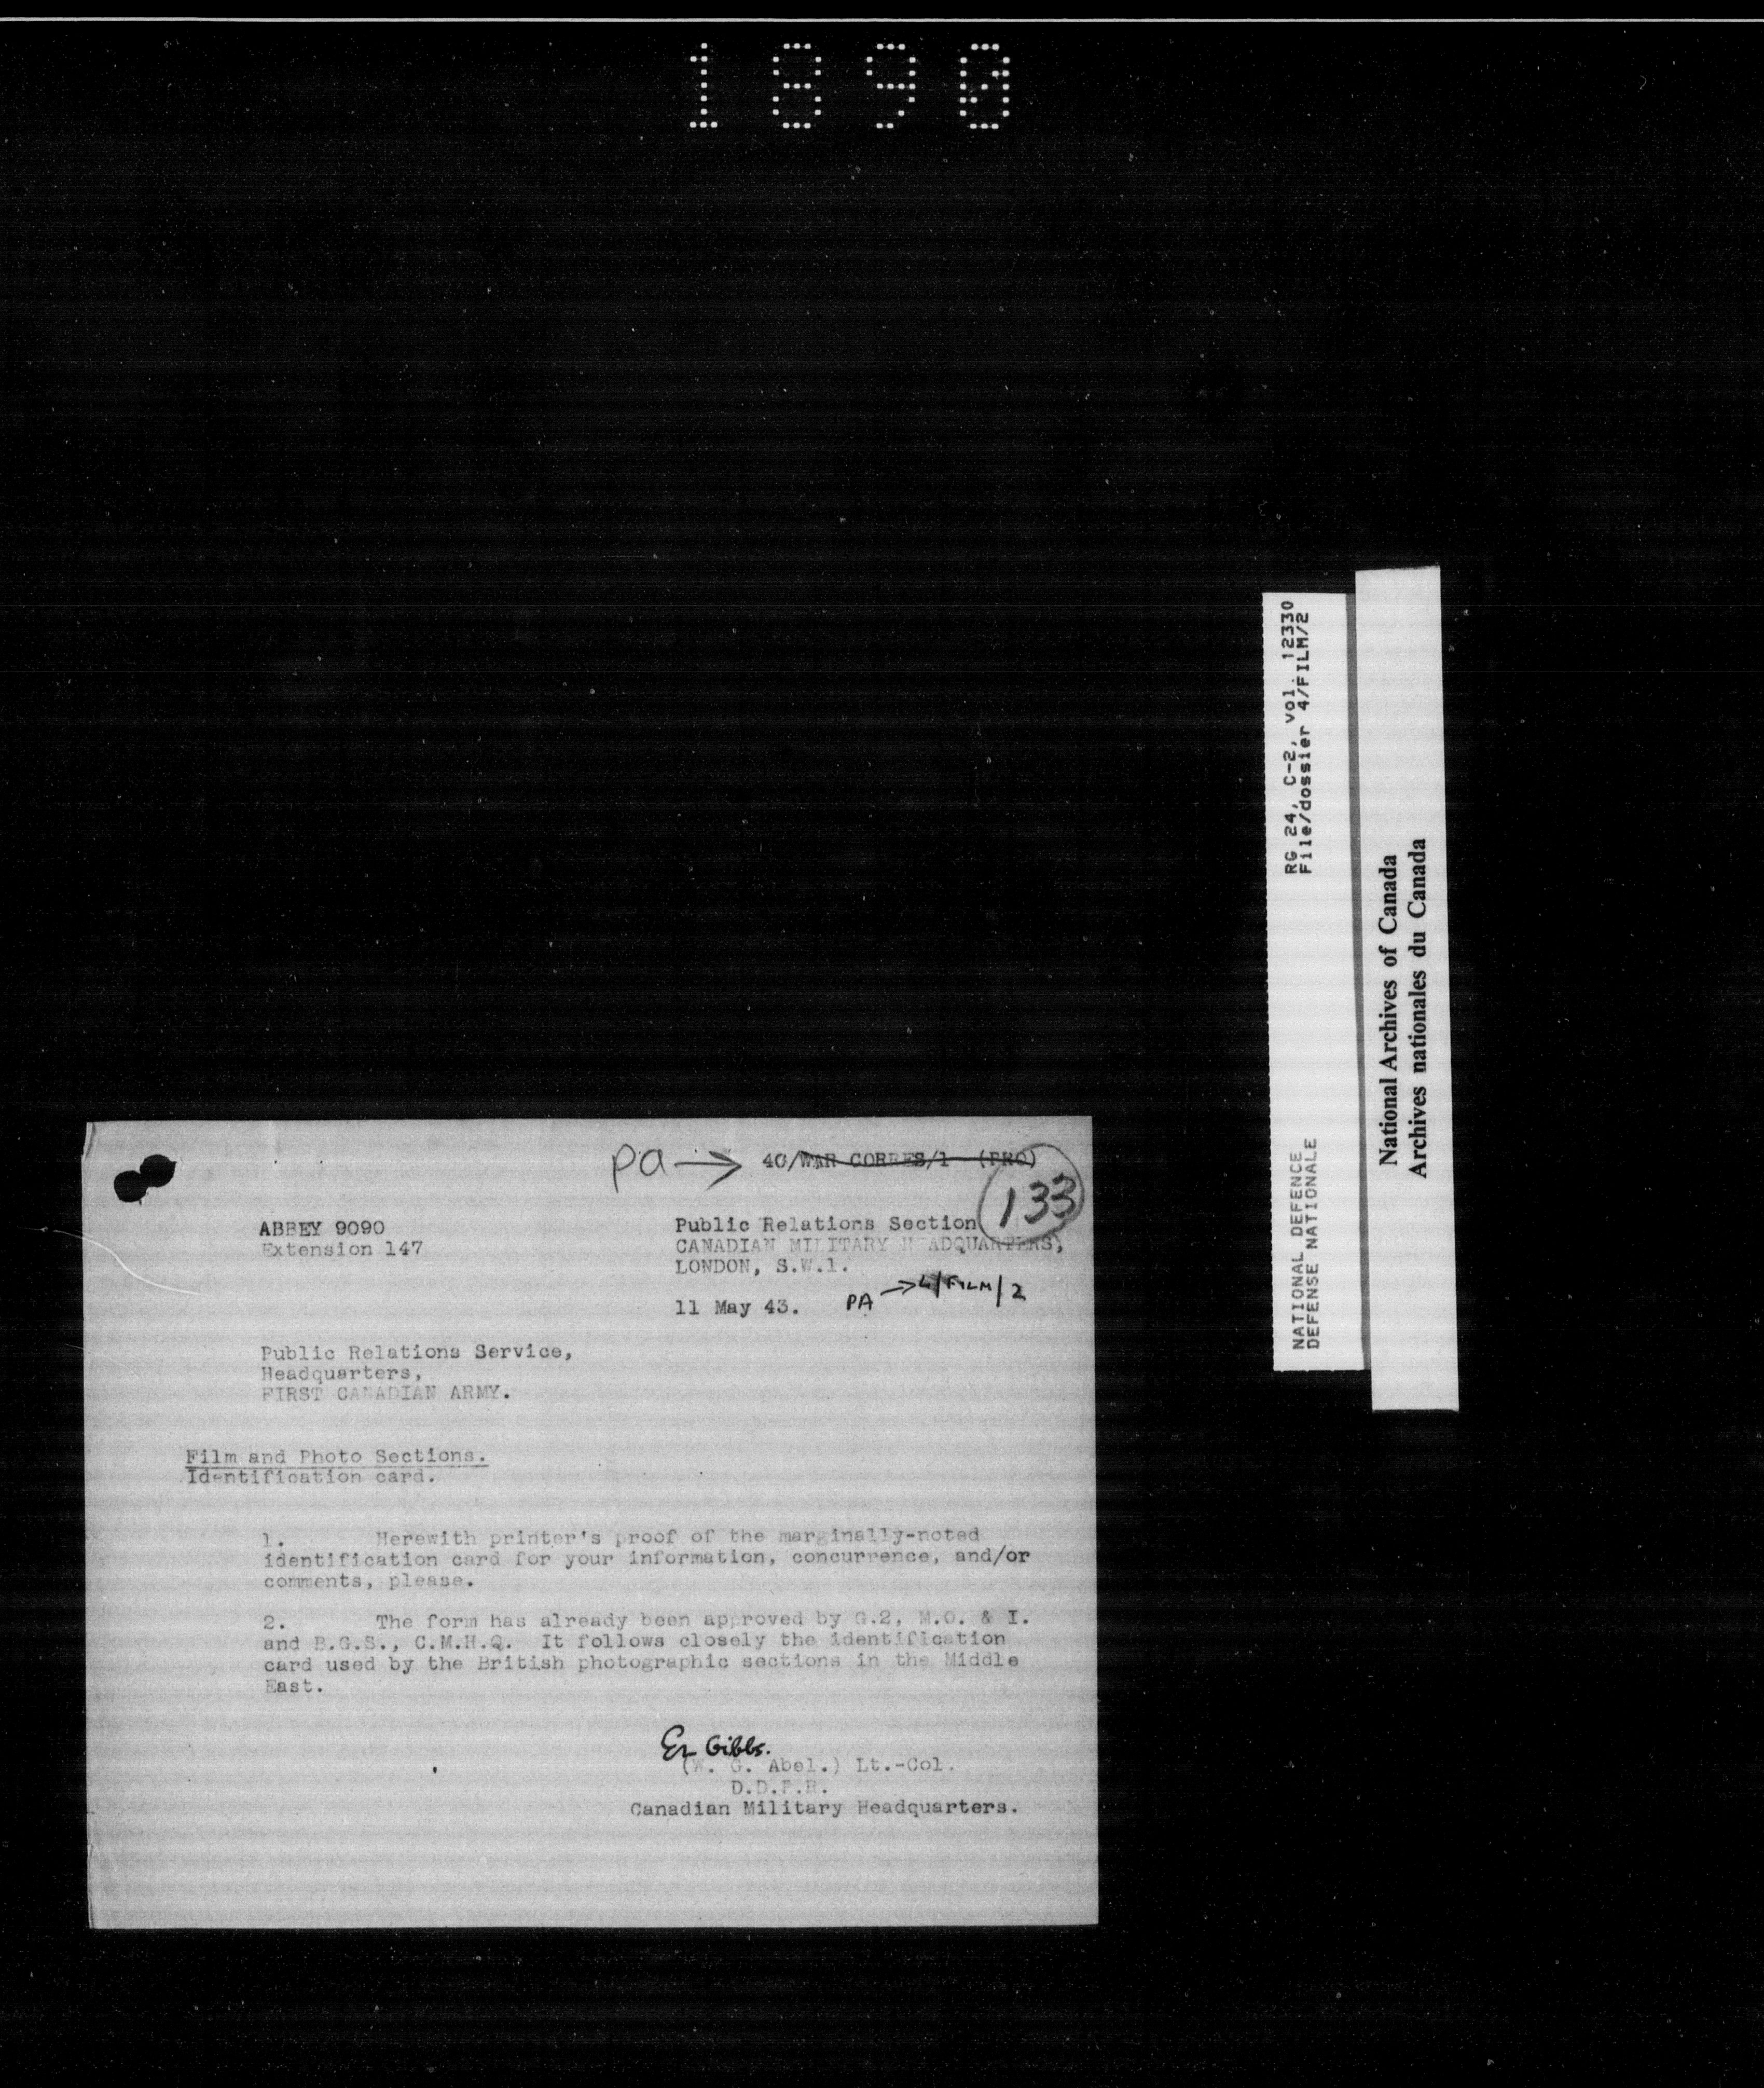 1890
PA → 40/WAR CORRES/1 (PRO)
133
ABBEY 9090
Extension 147
Public Relations Section
CANADIAN MILITARY HEADQUARTERS,
LONDON, S.W.1.
11 May 43.
PA → 4/FILM/2
Public Relations Service,
Headquarters,
FIRST CANADIAN ARMY.
Film and Photo Sections.
Identification card.
1. Herewith printer's proof of the marginally-noted
identification card for your information, concurrence, and/or
comments, please.
2. The form has already been approved by G.2, M.O. & I.
and B.G.S., C.M.H.Q. It follows closely the identification
card used by the British photographic sections in the Middle
East.
Gibbs.
(W. G. Abel.) Lt.-Col.
D.D.P.R.
Canadian Military Headquarters.
RG 24, C-2, vol. 12330
File/dossier 4/FILM/2
NATIONAL DEFENCE
DEFENSE NATIONALE
National Archives of Canada
Archives nationales du Canada